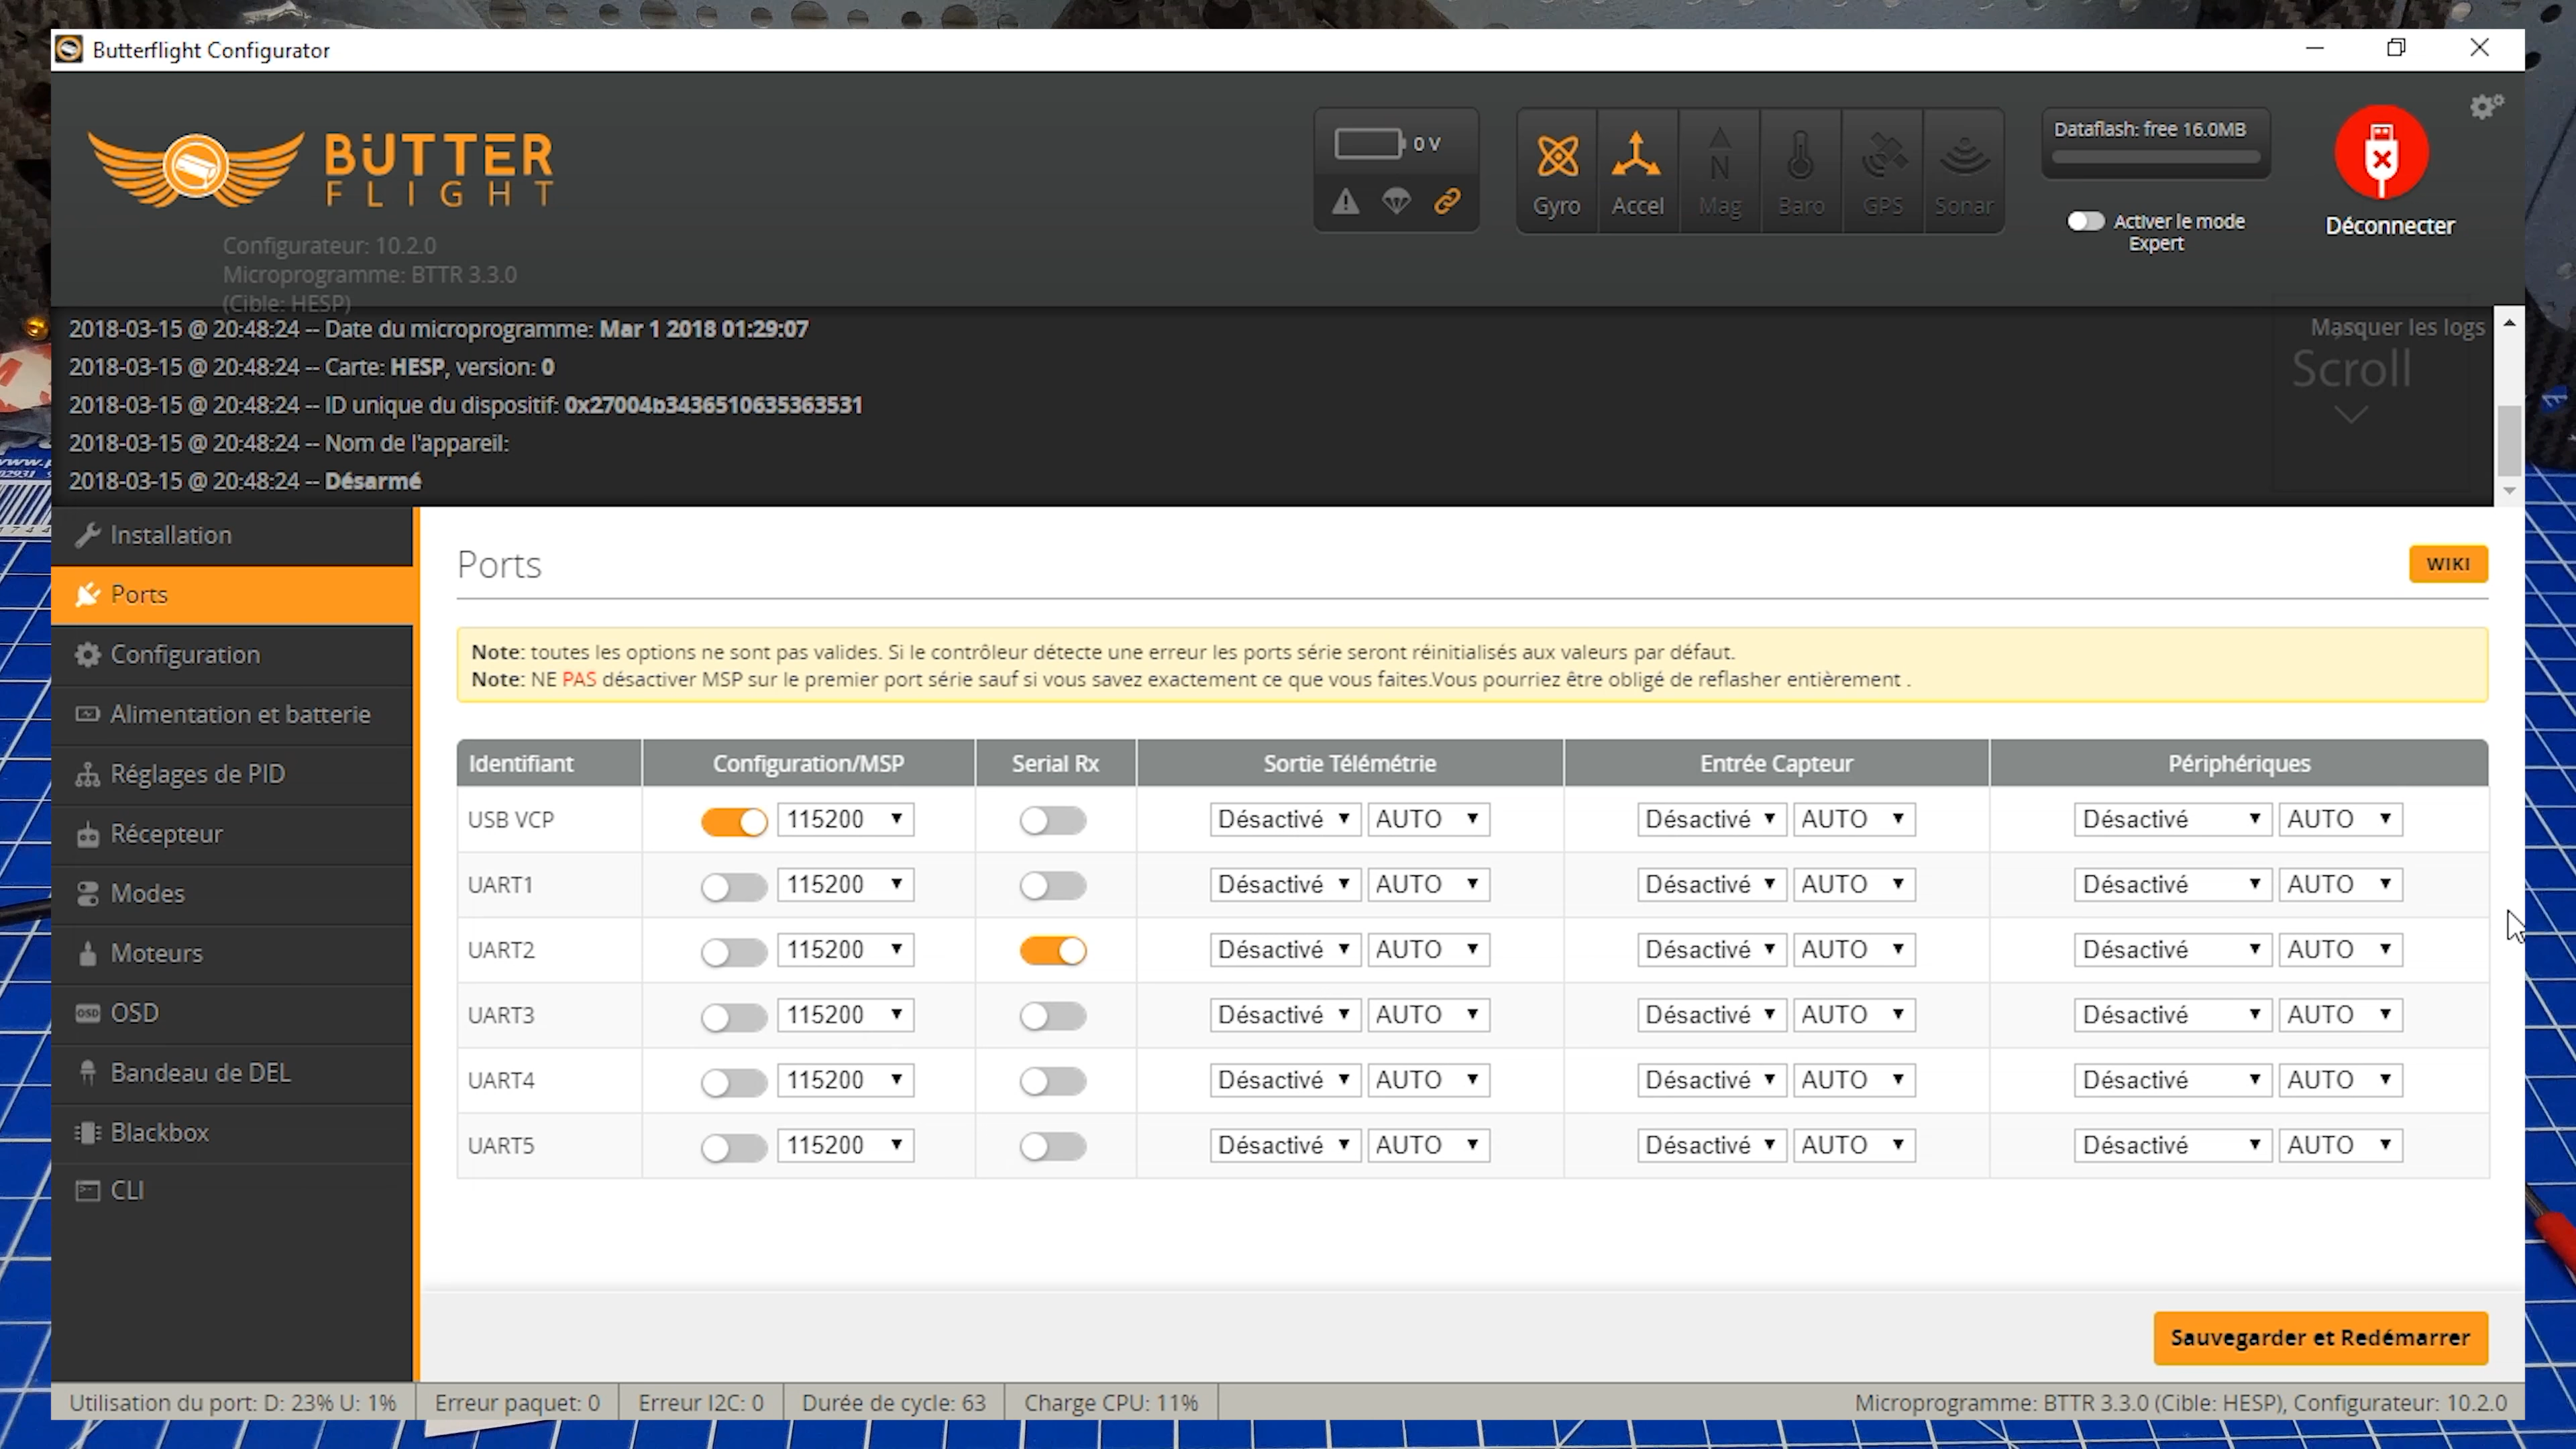 Butterflight Configurator
BUTTER
FLIGHT
Configurateur: 10.2.0
Microprogramme: BTTR 3.3.0
(Cible: HESP)
0 V
Gyro Accel Mag Baro GPS Sonar
Dataflash: free 16.0MB
Activer le mode
Expert
Déconnecter
2018-03-15 @ 20:48:24 -- Date du microprogramme: Mar 1 2018 01:29:07
2018-03-15 @ 20:48:24 -- Carte: HESP, version: 0
2018-03-15 @ 20:48:24 -- ID unique du dispositif: 0x27004b3436510635363531
2018-03-15 @ 20:48:24 -- Nom de l'appareil:
2018-03-15 @ 20:48:24 -- Désarmé
Masquer les logs
Scroll
Installation
Ports
Configuration
Alimentation et batterie
Réglages de PID
Récepteur
Modes
Moteurs
OSD
Bandeau de DEL
Blackbox
CLI
Ports
WIKI
Note: toutes les options ne sont pas valides. Si le contrôleur détecte une erreur les ports série seront réinitialisés aux valeurs par défaut.
Note: NE PAS désactiver MSP sur le premier port série sauf si vous savez exactement ce que vous faites.Vous pourriez être obligé de reflasher entièrement .
Identifiant Configuration/MSP Serial Rx Sortie Télémétrie Entrée Capteur Périphériques
USB VCP 115200 Désactivé AUTO Désactivé AUTO Désactivé AUTO
UART1 115200 Désactivé AUTO Désactivé AUTO Désactivé AUTO
UART2 115200 Désactivé AUTO Désactivé AUTO Désactivé AUTO
UART3 115200 Désactivé AUTO Désactivé AUTO Désactivé AUTO
UART4 115200 Désactivé AUTO Désactivé AUTO Désactivé AUTO
UART5 115200 Désactivé AUTO Désactivé AUTO Désactivé AUTO
Sauvegarder et Redémarrer
Utilisation du port: D: 23% U: 1% Erreur paquet: 0 Erreur I2C: 0 Durée de cycle: 63 Charge CPU: 11% Microprogramme: BTTR 3.3.0 (Cible: HESP), Configurateur: 10.2.0